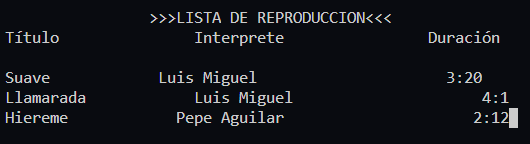 >>>LISTA DE REPRODUCCION<<<
Título Interprete Duración
Suave Luis Miguel 3:20
Llamarada Luis Miguel 4:1
Hiereme Pepe Aguilar 2:12